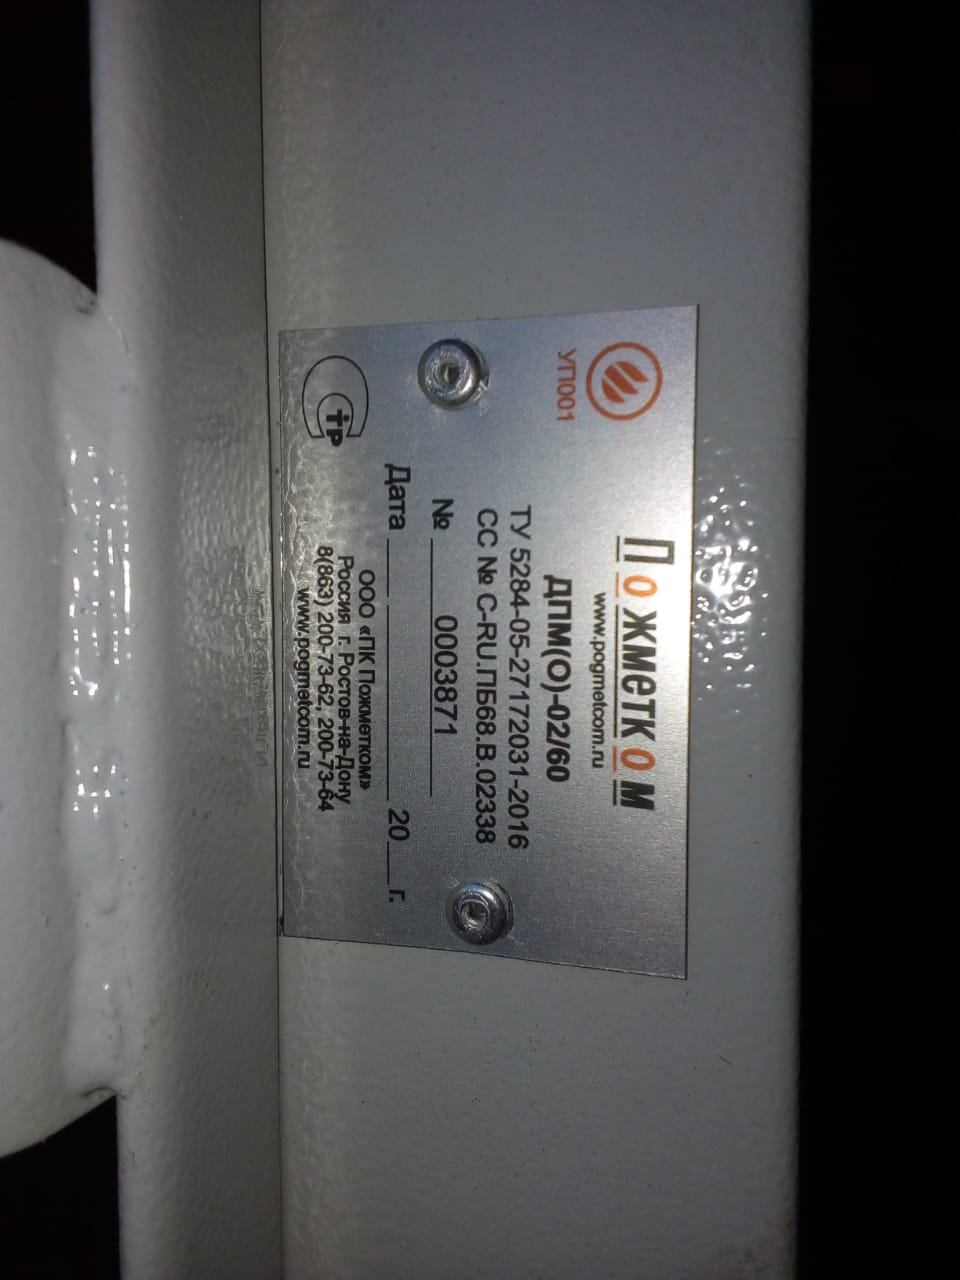 ПОЖМЕТКОМ
www.pogmetcom.ru
УП001
ДПМ(О)-02/60
ТУ 5284-05-27172031-2016
СС № C-RU.ПБ68.В.02338
№ 0003871
Дата 20 г.
ТР
ООО «ПК Пожметком»
Россия г. Ростов-на-Дону
8(863) 200-73-62, 200-73-64
www.pogmetcom.ru